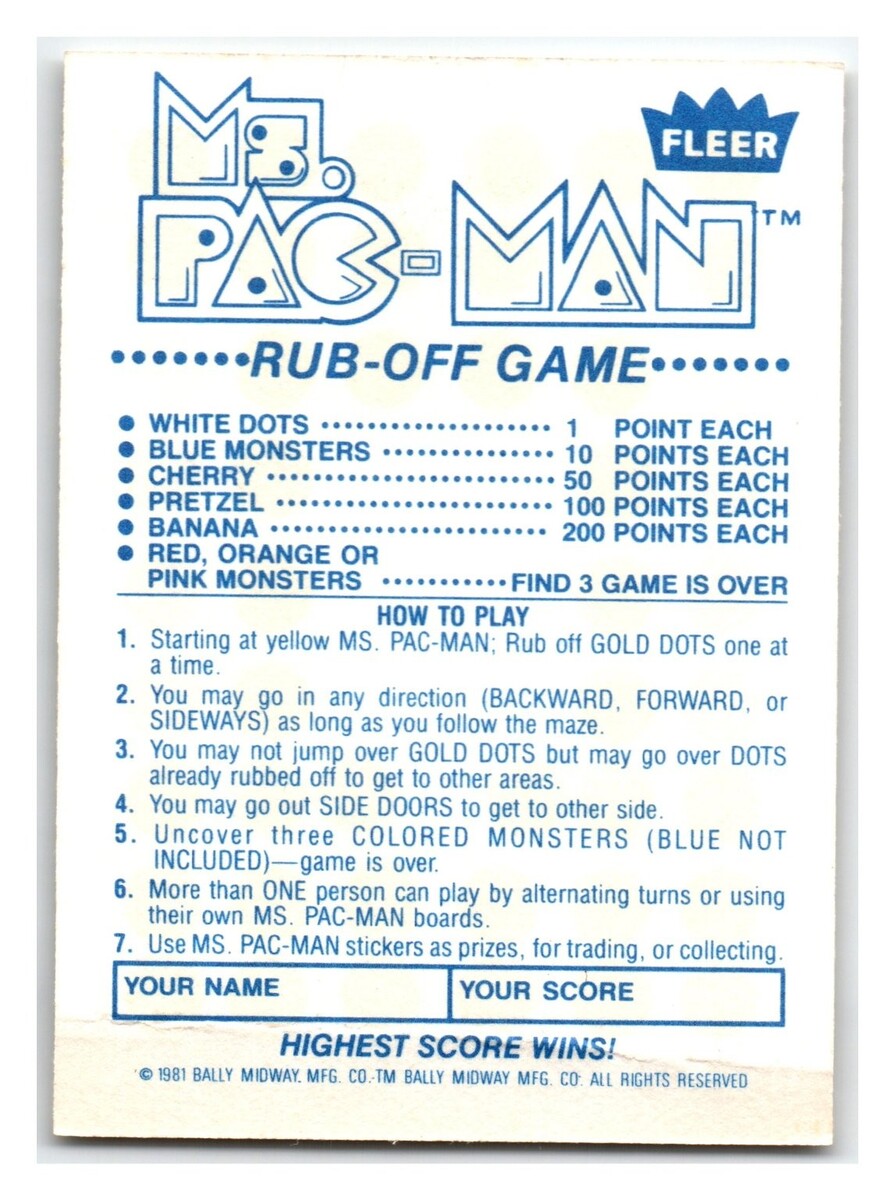 MS.
FLEER
PAC-MAN™
•••••••RUB-OFF GAME•••••••
● WHITE DOTS •••••••••••••••••••• 1 POINT EACH
● BLUE MONSTERS ••••••••••••••• 10 POINTS EACH
● CHERRY ••••••••••••••••••••••••• 50 POINTS EACH
● PRETZEL •••••••••••••••••••••••• 100 POINTS EACH
● BANANA •••••••••••••••••••••••• 200 POINTS EACH
● RED, ORANGE OR
PINK MONSTERS •••••••••••FIND 3 GAME IS OVER
HOW TO PLAY
1. Starting at yellow MS. PAC-MAN; Rub off GOLD DOTS one at
a time.
2. You may go in any direction (BACKWARD, FORWARD, or
SIDEWAYS) as long as you follow the maze.
3. You may not jump over GOLD DOTS but may go over DOTS
already rubbed off to get to other areas.
4. You may go out SIDE DOORS to get to other side.
5. Uncover three COLORED MONSTERS (BLUE NOT
INCLUDED)—game is over.
6. More than ONE person can play by alternating turns or using
their own MS. PAC-MAN boards.
7. Use MS. PAC-MAN stickers as prizes, for trading, or collecting.
YOUR NAME YOUR SCORE
HIGHEST SCORE WINS!
© 1981 BALLY MIDWAY. MFG. CO.-TM BALLY MIDWAY MFG. CO. ALL RIGHTS RESERVED